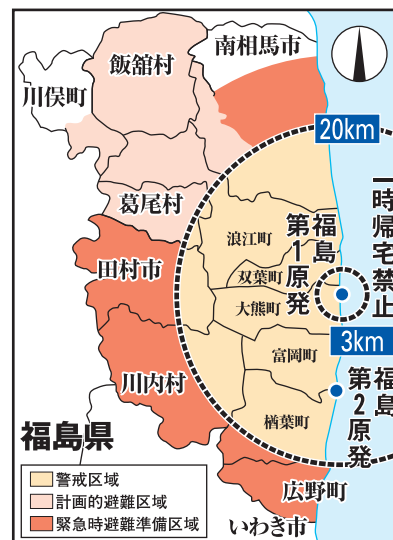 南相馬市
飯舘村
川俣町
20km
葛尾村
浪江町
福島
第1原発
双葉町
大熊町
一時帰宅禁止
田村市
3km
富岡町
川内村
福島
第2原発
楢葉町
福島県
広野町
いわき市
警戒区域
計画的避難区域
緊急時避難準備区域